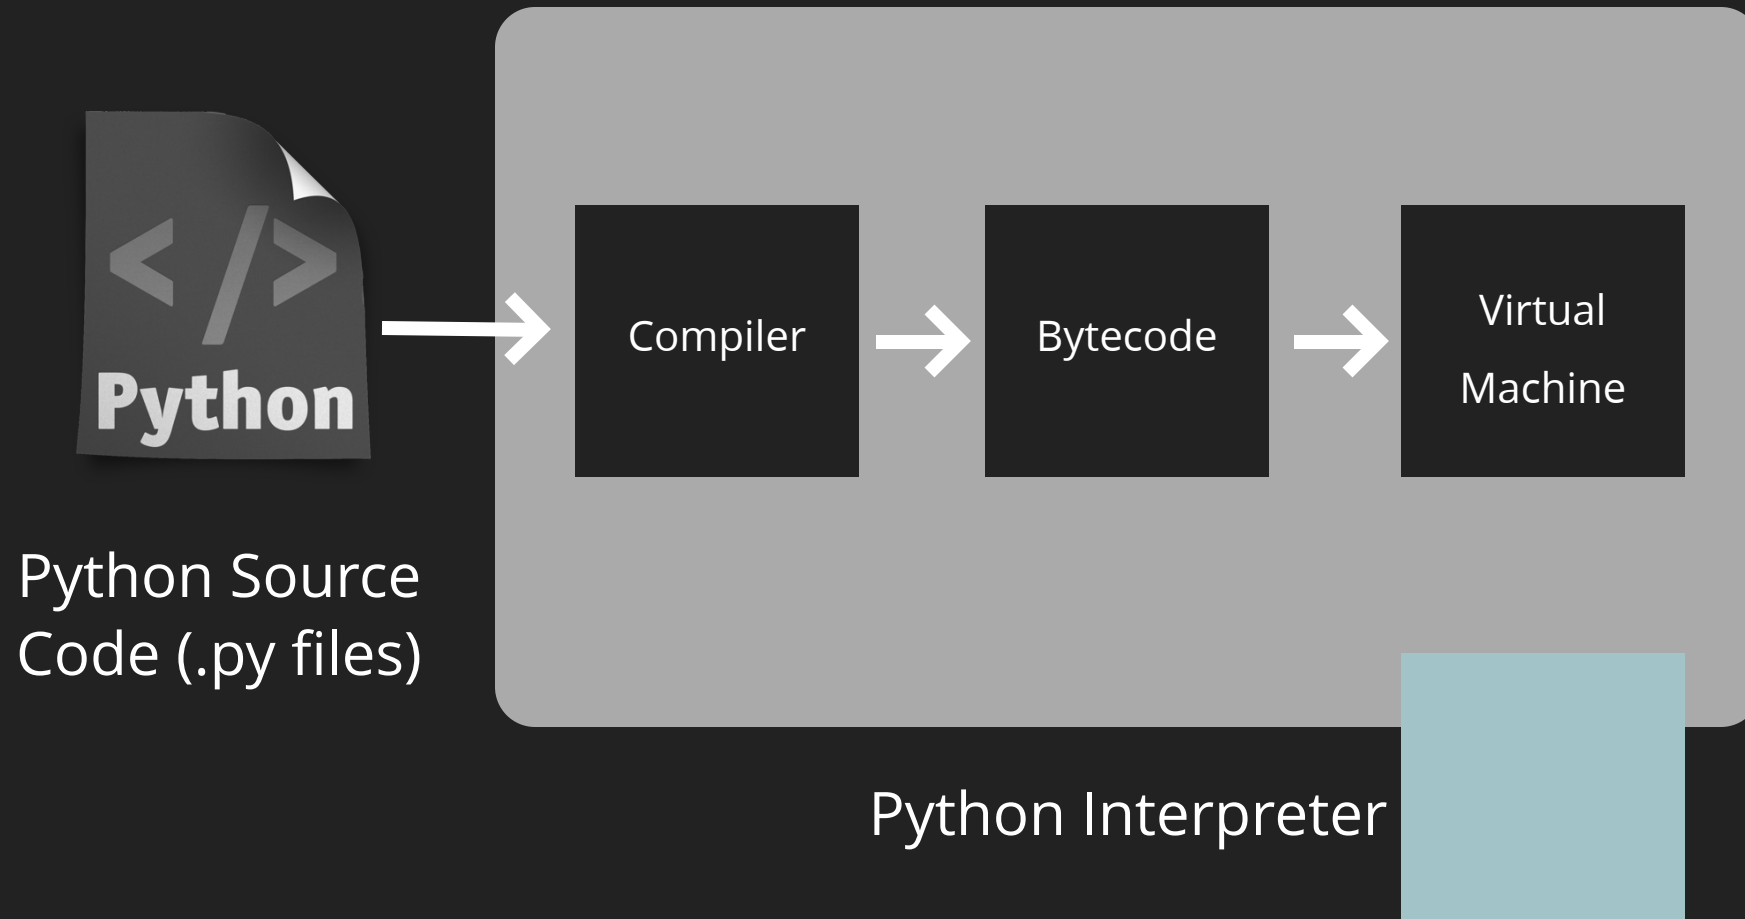 </>
Python
Python Source
Code (.py files)
Compiler
Bytecode
Virtual
Machine
Python Interpreter